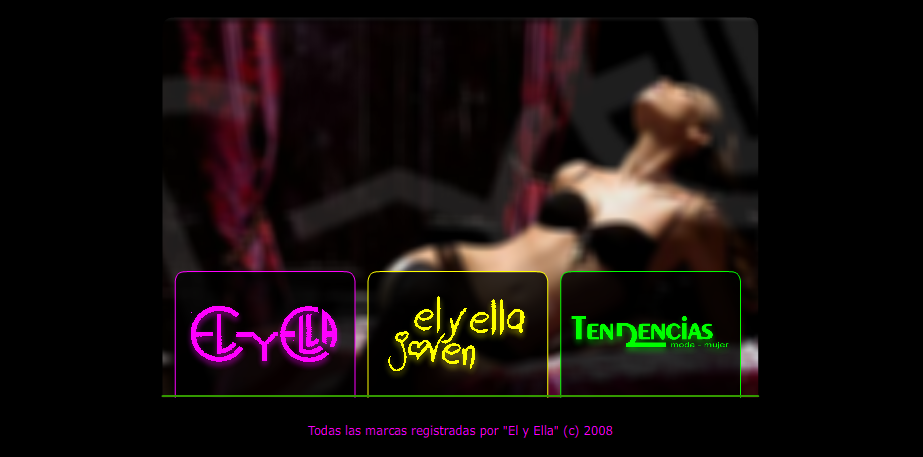 EL-Y-ELLA
el y ella
joven
TENDENCiAS
moda - mujer
Todas las marcas registradas por "El y Ella" (c) 2008